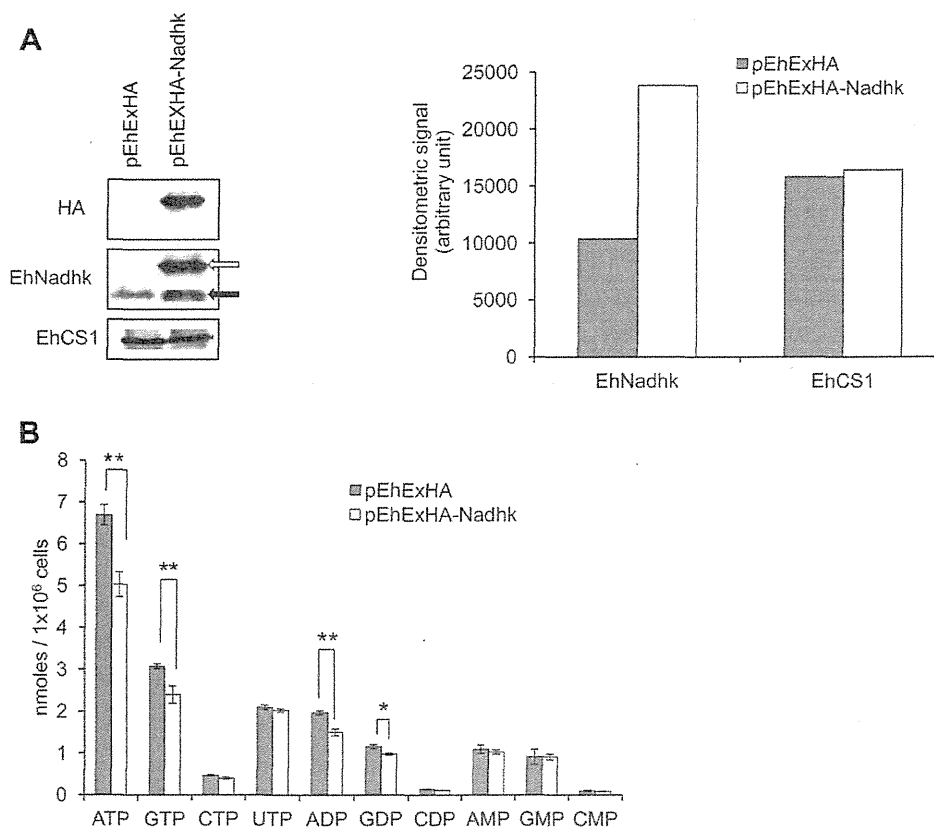 A
pEhExHA
pEhEXHA-Nadhk
HA
EhNadhk
EhCS1
25000
20000
15000
10000
5000
0
Densitometric signal
(arbitrary unit)
pEhExHA
pEhExHA-Nadhk
EhNadhk
EhCS1
B
8
7
6
5
4
3
2
1
0
nmoles / 1x10⁶ cells
pEhExHA
pEhExHA-Nadhk
**
**
**
*
ATP GTP CTP UTP ADP GDP CDP AMP GMP CMP